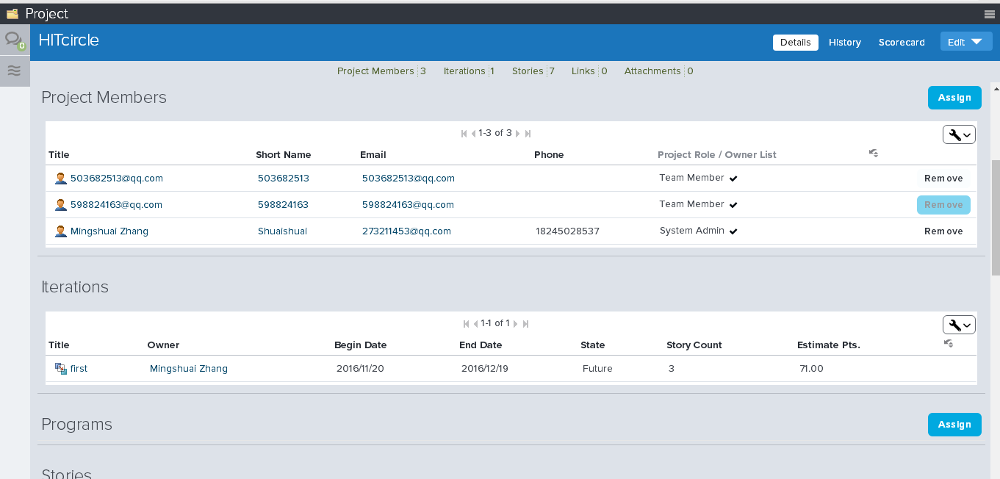 Project
0
HITcircle
Details History Scorecard Edit
Project Members 3 Iterations 1 Stories 7 Links 0 Attachments 0
Project Members Assign
1-3 of 3
Title Short Name Email Phone Project Role / Owner List
503682513@qq.com 503682513 503682513@qq.com Team Member Remove
598824163@qq.com 598824163 598824163@qq.com Team Member Remove
Mingshuai Zhang Shuaishuai 273211453@qq.com 18245028537 System Admin Remove
Iterations
1-1 of 1
Title Owner Begin Date End Date State Story Count Estimate Pts.
first Mingshuai Zhang 2016/11/20 2016/12/19 Future 3 71.00
Programs Assign
Stories